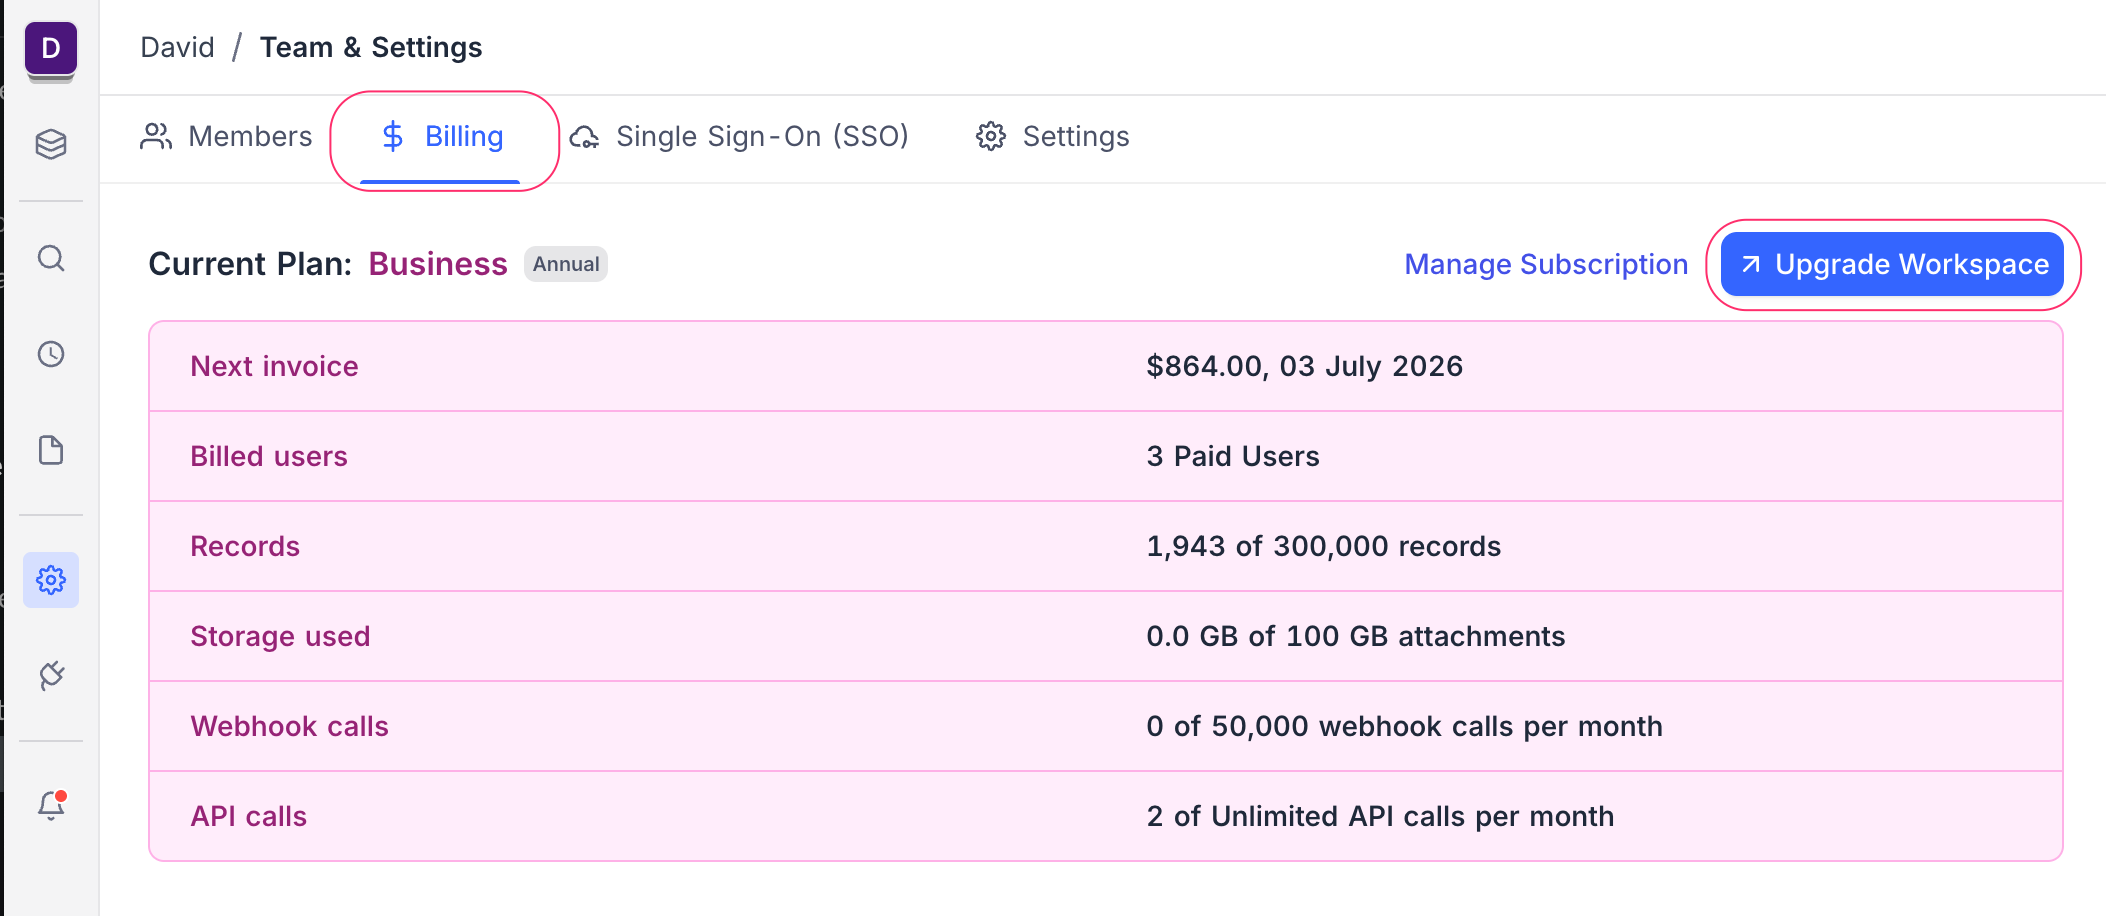 D
David / Team & Settings
Members Billing Single Sign-On (SSO) Settings
Current Plan: Business Annual Manage Subscription Upgrade Workspace
Next invoice $864.00, 03 July 2026
Billed users 3 Paid Users
Records 1,943 of 300,000 records
Storage used 0.0 GB of 100 GB attachments
Webhook calls 0 of 50,000 webhook calls per month
API calls 2 of Unlimited API calls per month